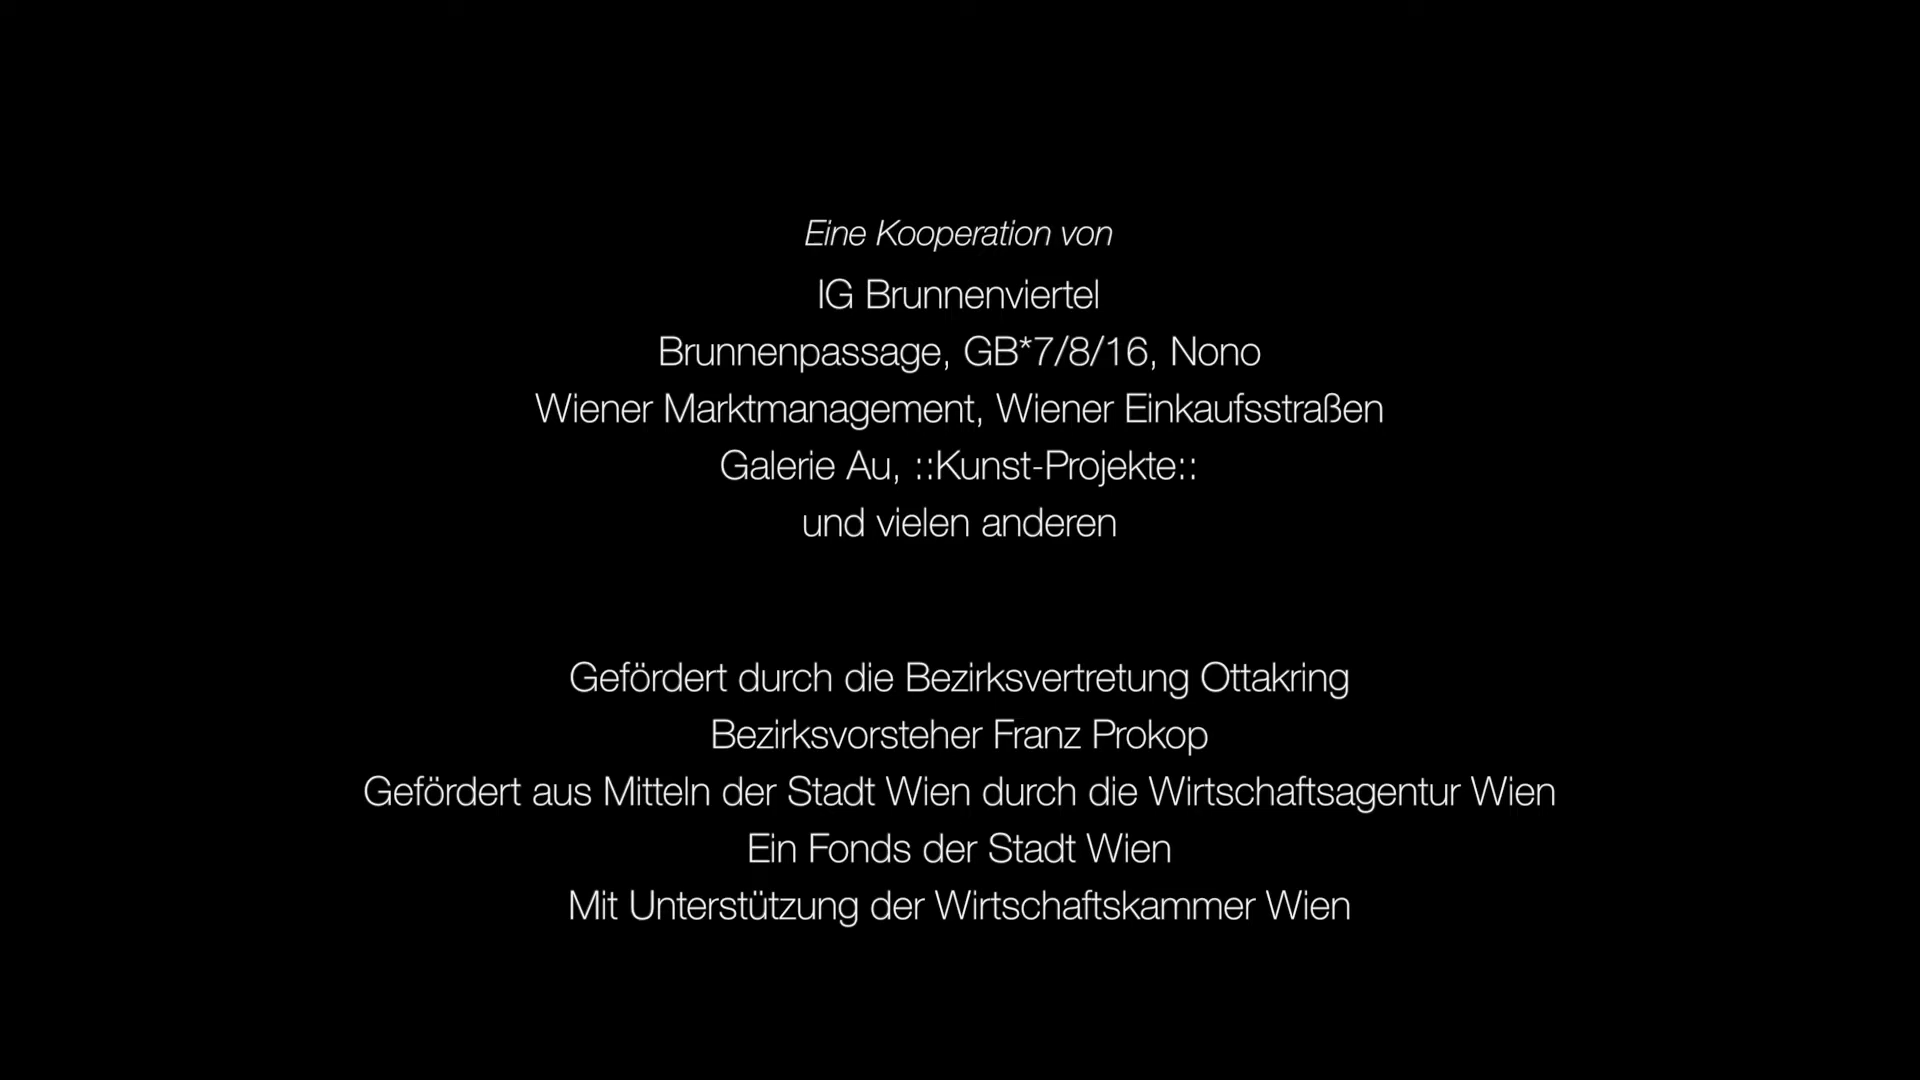 Eine Kooperation von
IG Brunnenviertel
Brunnenpassage, GB*7/8/16, Nono
Wiener Marktmanagement, Wiener Einkaufsstraßen
Galerie Au, ::Kunst-Projekte::
und vielen anderen
Gefördert durch die Bezirksvertretung Ottakring
Bezirksvorsteher Franz Prokop
Gefördert aus Mitteln der Stadt Wien durch die Wirtschaftsagentur Wien
Ein Fonds der Stadt Wien
Mit Unterstützung der Wirtschaftskammer Wien